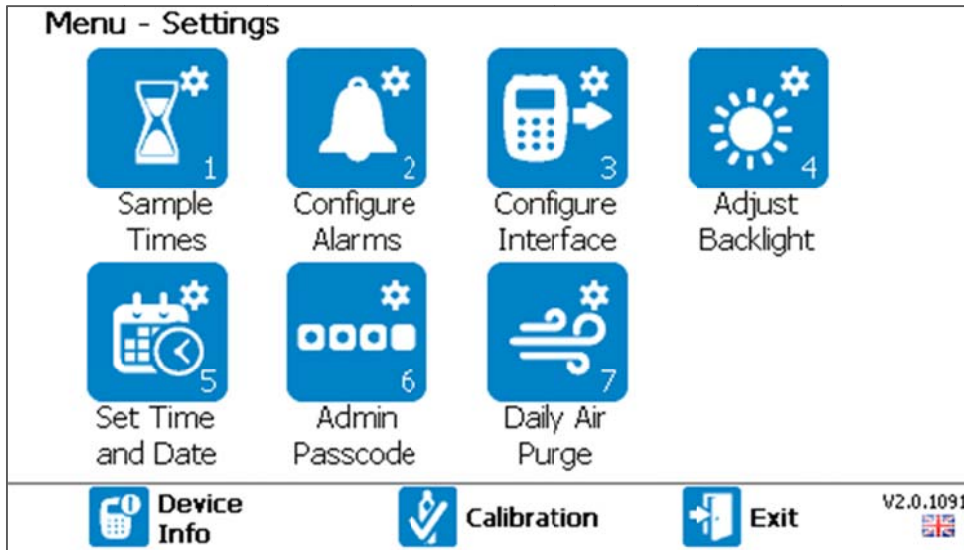 Menu - Settings
1
2
3
4
Sample
Times
Configure
Alarms
Configure
Interface
Adjust
Backlight
5
6
7
Set Time
and Date
Admin
Passcode
Daily Air
Purge
Device
Info
Calibration
Exit
V2.0.1091